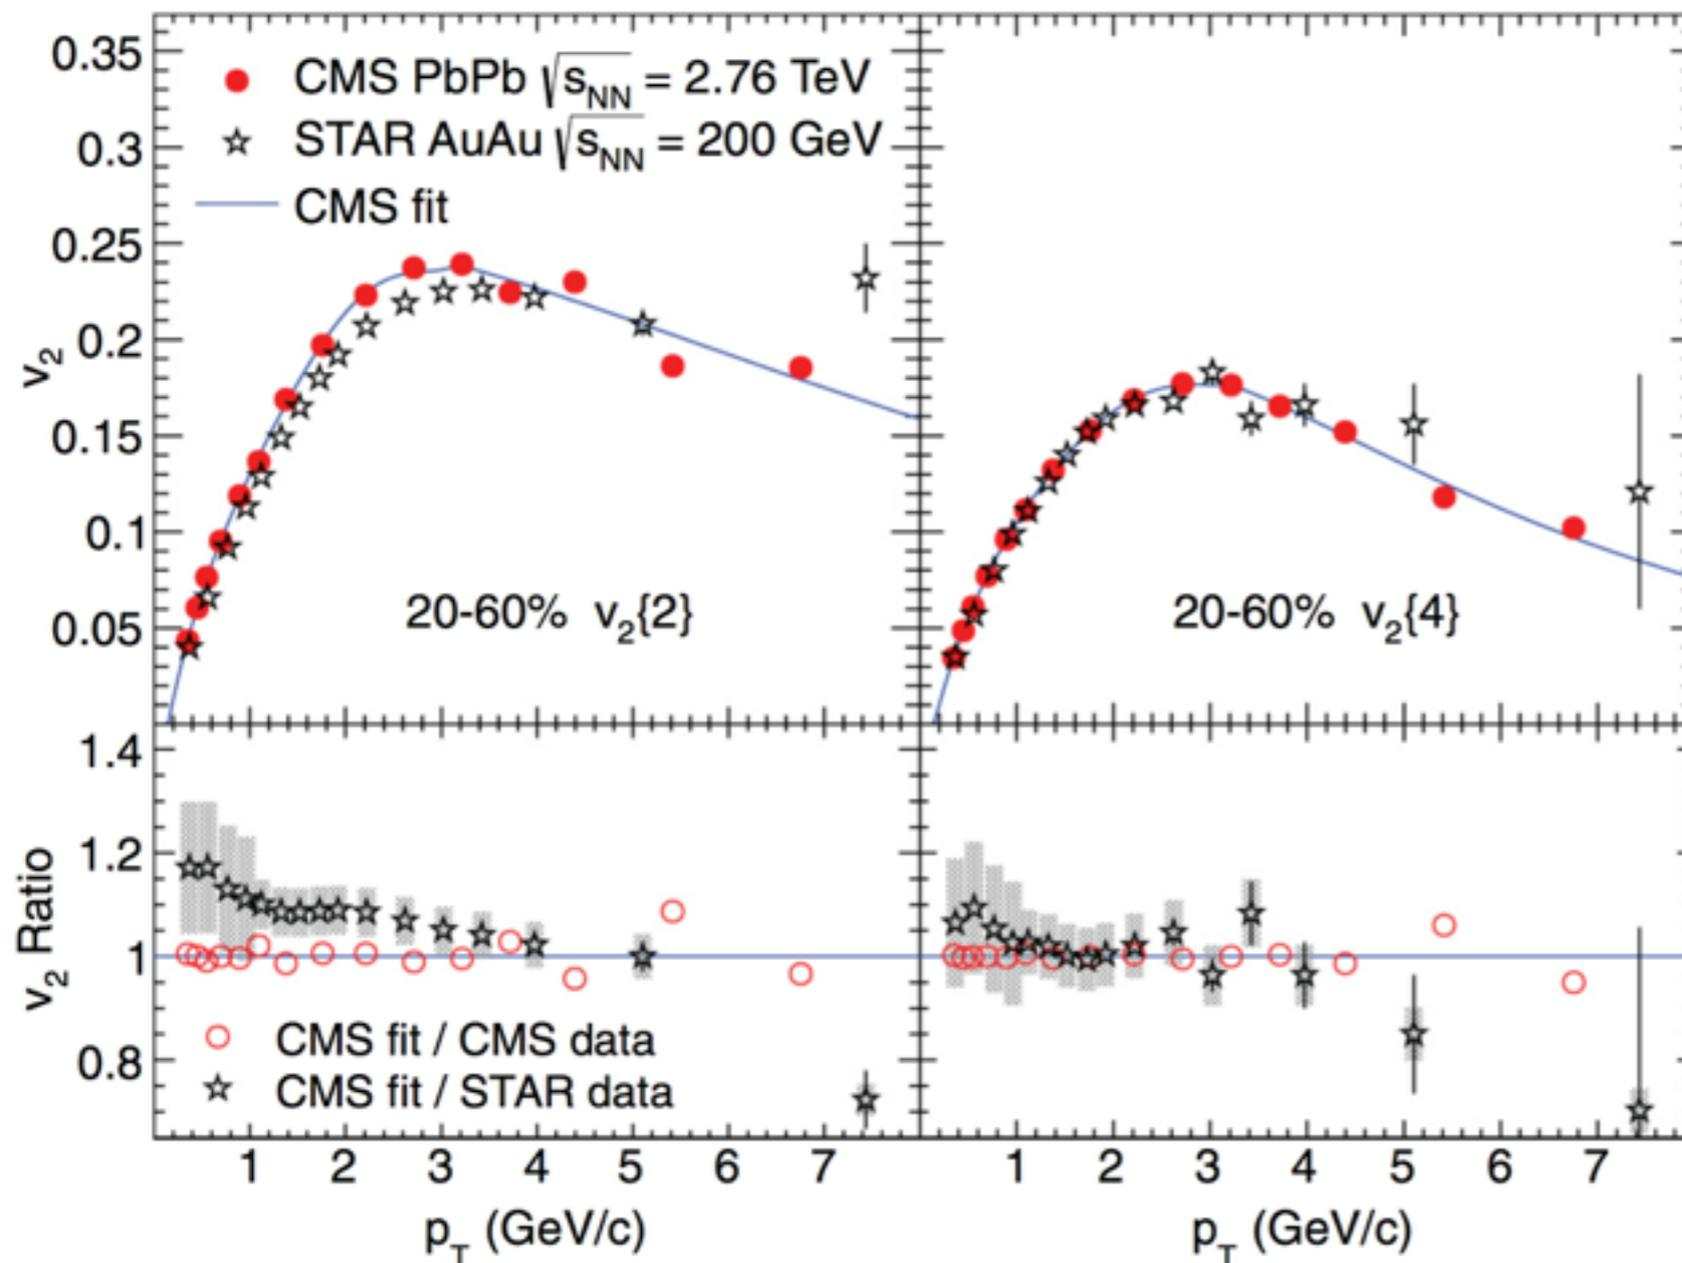 0.35
0.3
0.25
0.2
0.15
0.1
0.05
v2
CMS PbPb √sNN = 2.76 TeV
STAR AuAu √sNN = 200 GeV
CMS fit
20-60% v2{2}
20-60% v2{4}
1.4
1.2
1
0.8
v2 Ratio
CMS fit / CMS data
CMS fit / STAR data
1 2 3 4 5 6 7
1 2 3 4 5 6 7
pT (GeV/c)
pT (GeV/c)